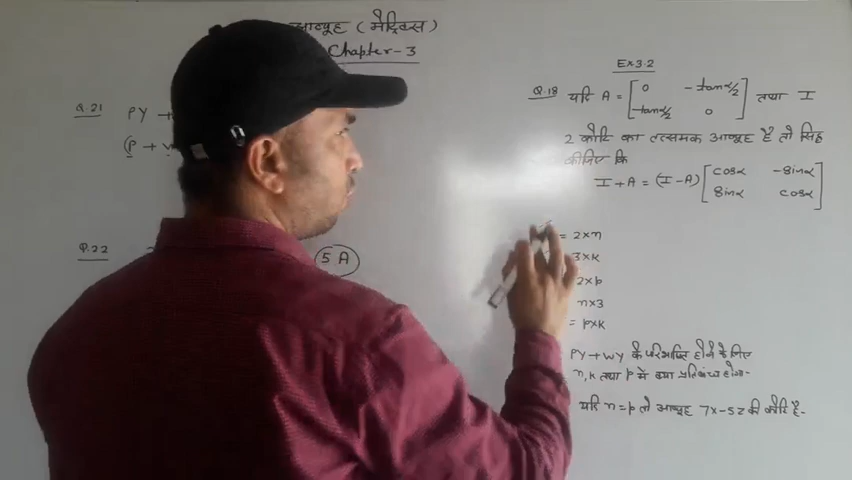 आव्यूह (मैट्रिक्स)
Chapter-3
Q.21 PY +
(P +
Q.22
5A
Ex 3.2
Q.18 यदि A = [0 -tanα/2
tanα/2 0] तथा I
2 कोटि का तत्समक आव्यूह है तो सिद्ध
कीजिए कि
I + A = (I - A) [cosα -sinα
sinα cosα]
= 2×n
3×k
2×p
n×3
= p×k
PY + WY के परिभाषित होने के लिए
n, k तथा p में क्या प्रतिबन्ध होगा-
यदि n = p तो आव्यूह 7x-5z की कोटि है-